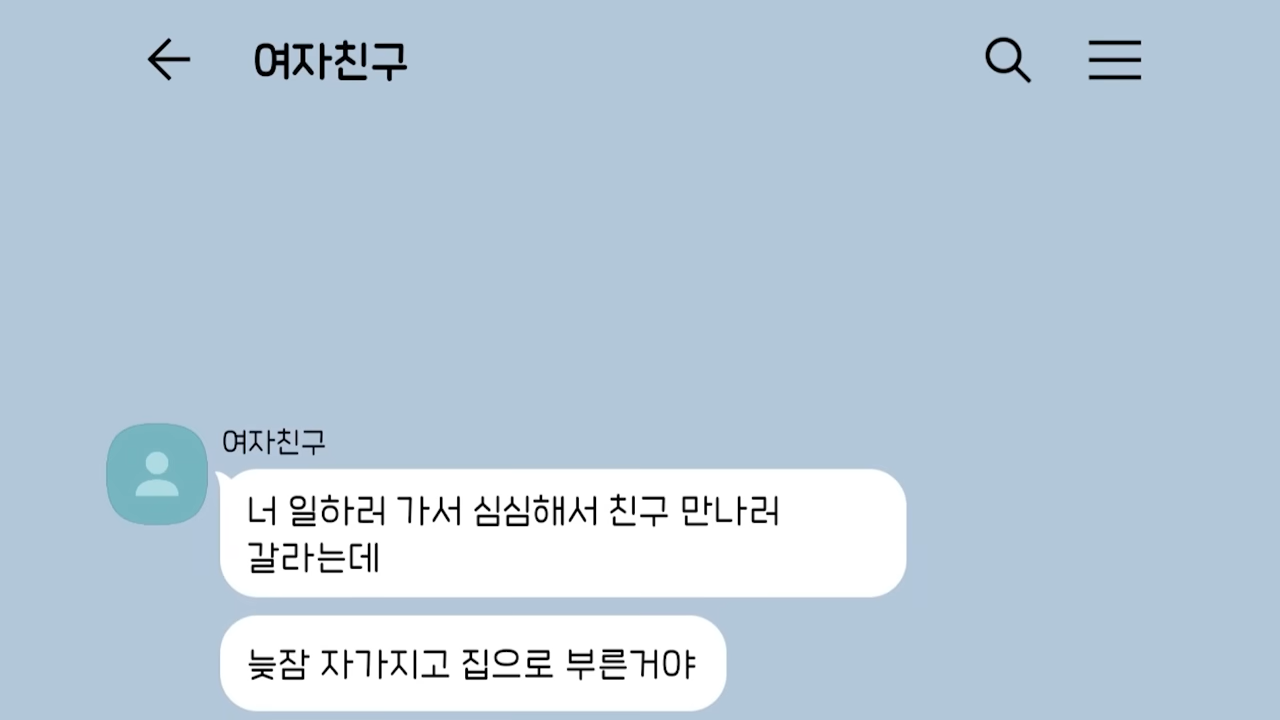 여자친구
여자친구
너 일하러 가서 심심해서 친구 만나러
갈라는데
늦잠 자가지고 집으로 부른거야